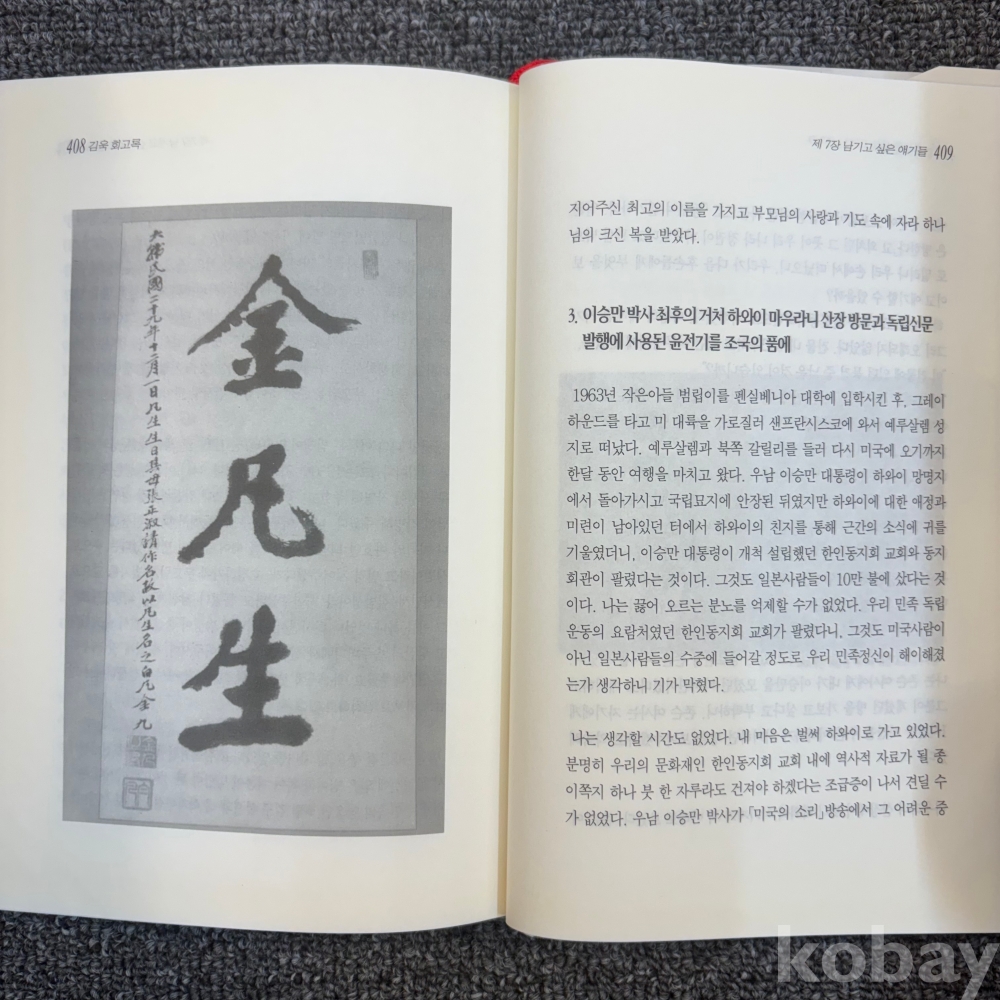 408 김욱 회고록
金凡生
大韓民國二十九年十二月一日凡生生日其母張正淑請作名故以凡生名之白凡金九
제 7장 남기고 싶은 얘기들 409
지어주신 최고의 이름을 가지고 부모님의 사랑과 기도 속에 자라 하나
님의 크신 복을 받았다.
3. 이승만 박사 최후의 거처 하와이 마우라니 산장 방문과 독립신문
발행에 사용된 윤전기를 조국의 품에
1963년 작은아들 범림이를 펜실베니아 대학에 입학시킨 후, 그레이
하운드를 타고 미 대륙을 가로질러 샌프란시스코에 와서 예루살렘 성
지로 떠났다. 예루살렘과 북쪽 갈릴리를 들러 다시 미국에 오기까지
한달 동안 여행을 마치고 왔다. 우남 이승만 대통령이 하와이 망명지
에서 돌아가시고 국립묘지에 안장된 뒤였지만 하와이에 대한 애정과
미련이 남아있던 터에서 하와이의 친지를 통해 근간의 소식에 귀를
기울였더니, 이승만 대통령이 개척 설립했던 한인동지회 교회와 동지
회관이 팔렸다는 것이다. 그것도 일본사람들이 10만 불에 샀다는 것
이다. 나는 끓어 오르는 분노를 억제할 수가 없었다. 우리 민족 독립
운동의 요람처였던 한인동지회 교회가 팔렸다니, 그것도 미국사람이
아닌 일본사람들의 수중에 들어갈 정도로 우리 민족정신이 해이해졌
는가 생각하니 기가 막혔다.
나는 생각할 시간도 없었다. 내 마음은 벌써 하와이로 가고 있었다.
분명히 우리의 문화재인 한인동지회 교회 내에 역사적 자료가 될 종
이쪽지 하나 붓 한 자루라도 건져야 하겠다는 조급증이 나서 견딜 수
가 없었다. 우남 이승만 박사가 「미국의 소리」방송에서 그 어려운 중
kobay